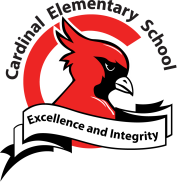 Cardinal Elementary School
Excellence and Integrity